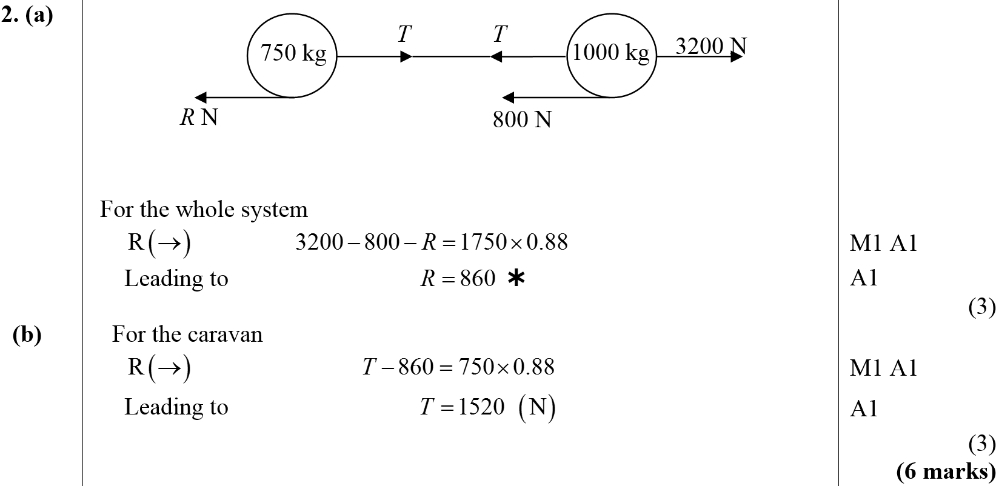 2. (a)
T T
750 kg 1000 kg 3200 N
R N 800 N
For the whole system
R(→) 3200 − 800 − R = 1750 × 0.88 M1 A1
Leading to R = 860 * A1
(3)
(b) For the caravan
R(→) T − 860 = 750 × 0.88 M1 A1
Leading to T = 1520 (N) A1
(3)
(6 marks)